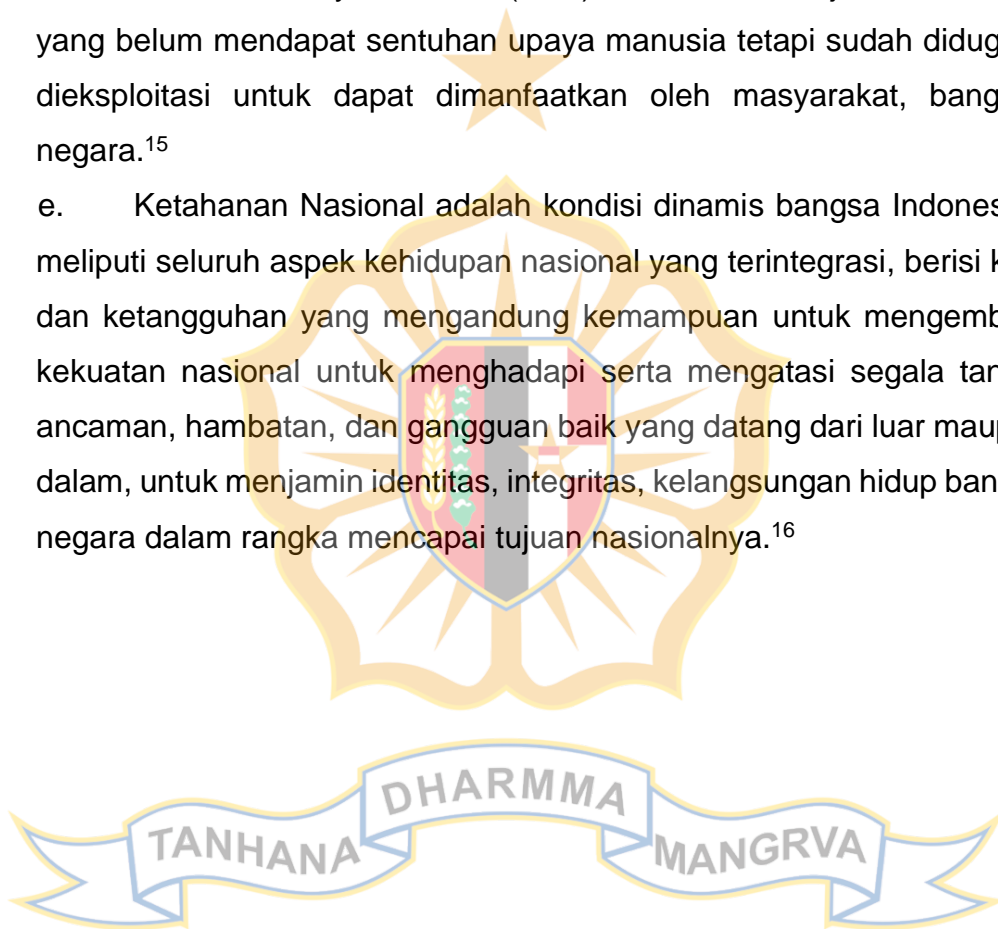 yang belum mendapat sentuhan upaya manusia tetapi sudah didug
dieksploitasi untuk dapat dimanfaatkan oleh masyarakat, bang
negara.15
e. Ketahanan Nasional adalah kondisi dinamis bangsa Indones
meliputi seluruh aspek kehidupan nasional yang terintegrasi, berisi k
dan ketangguhan yang mengandung kemampuan untuk mengemb
kekuatan nasional untuk menghadapi serta mengatasi segala tan
ancaman, hambatan, dan gangguan baik yang datang dari luar maup
dalam, untuk menjamin identitas, integritas, kelangsungan hidup ban
negara dalam rangka mencapai tujuan nasionalnya.16
TANHANA DHARMMA MANGRVA